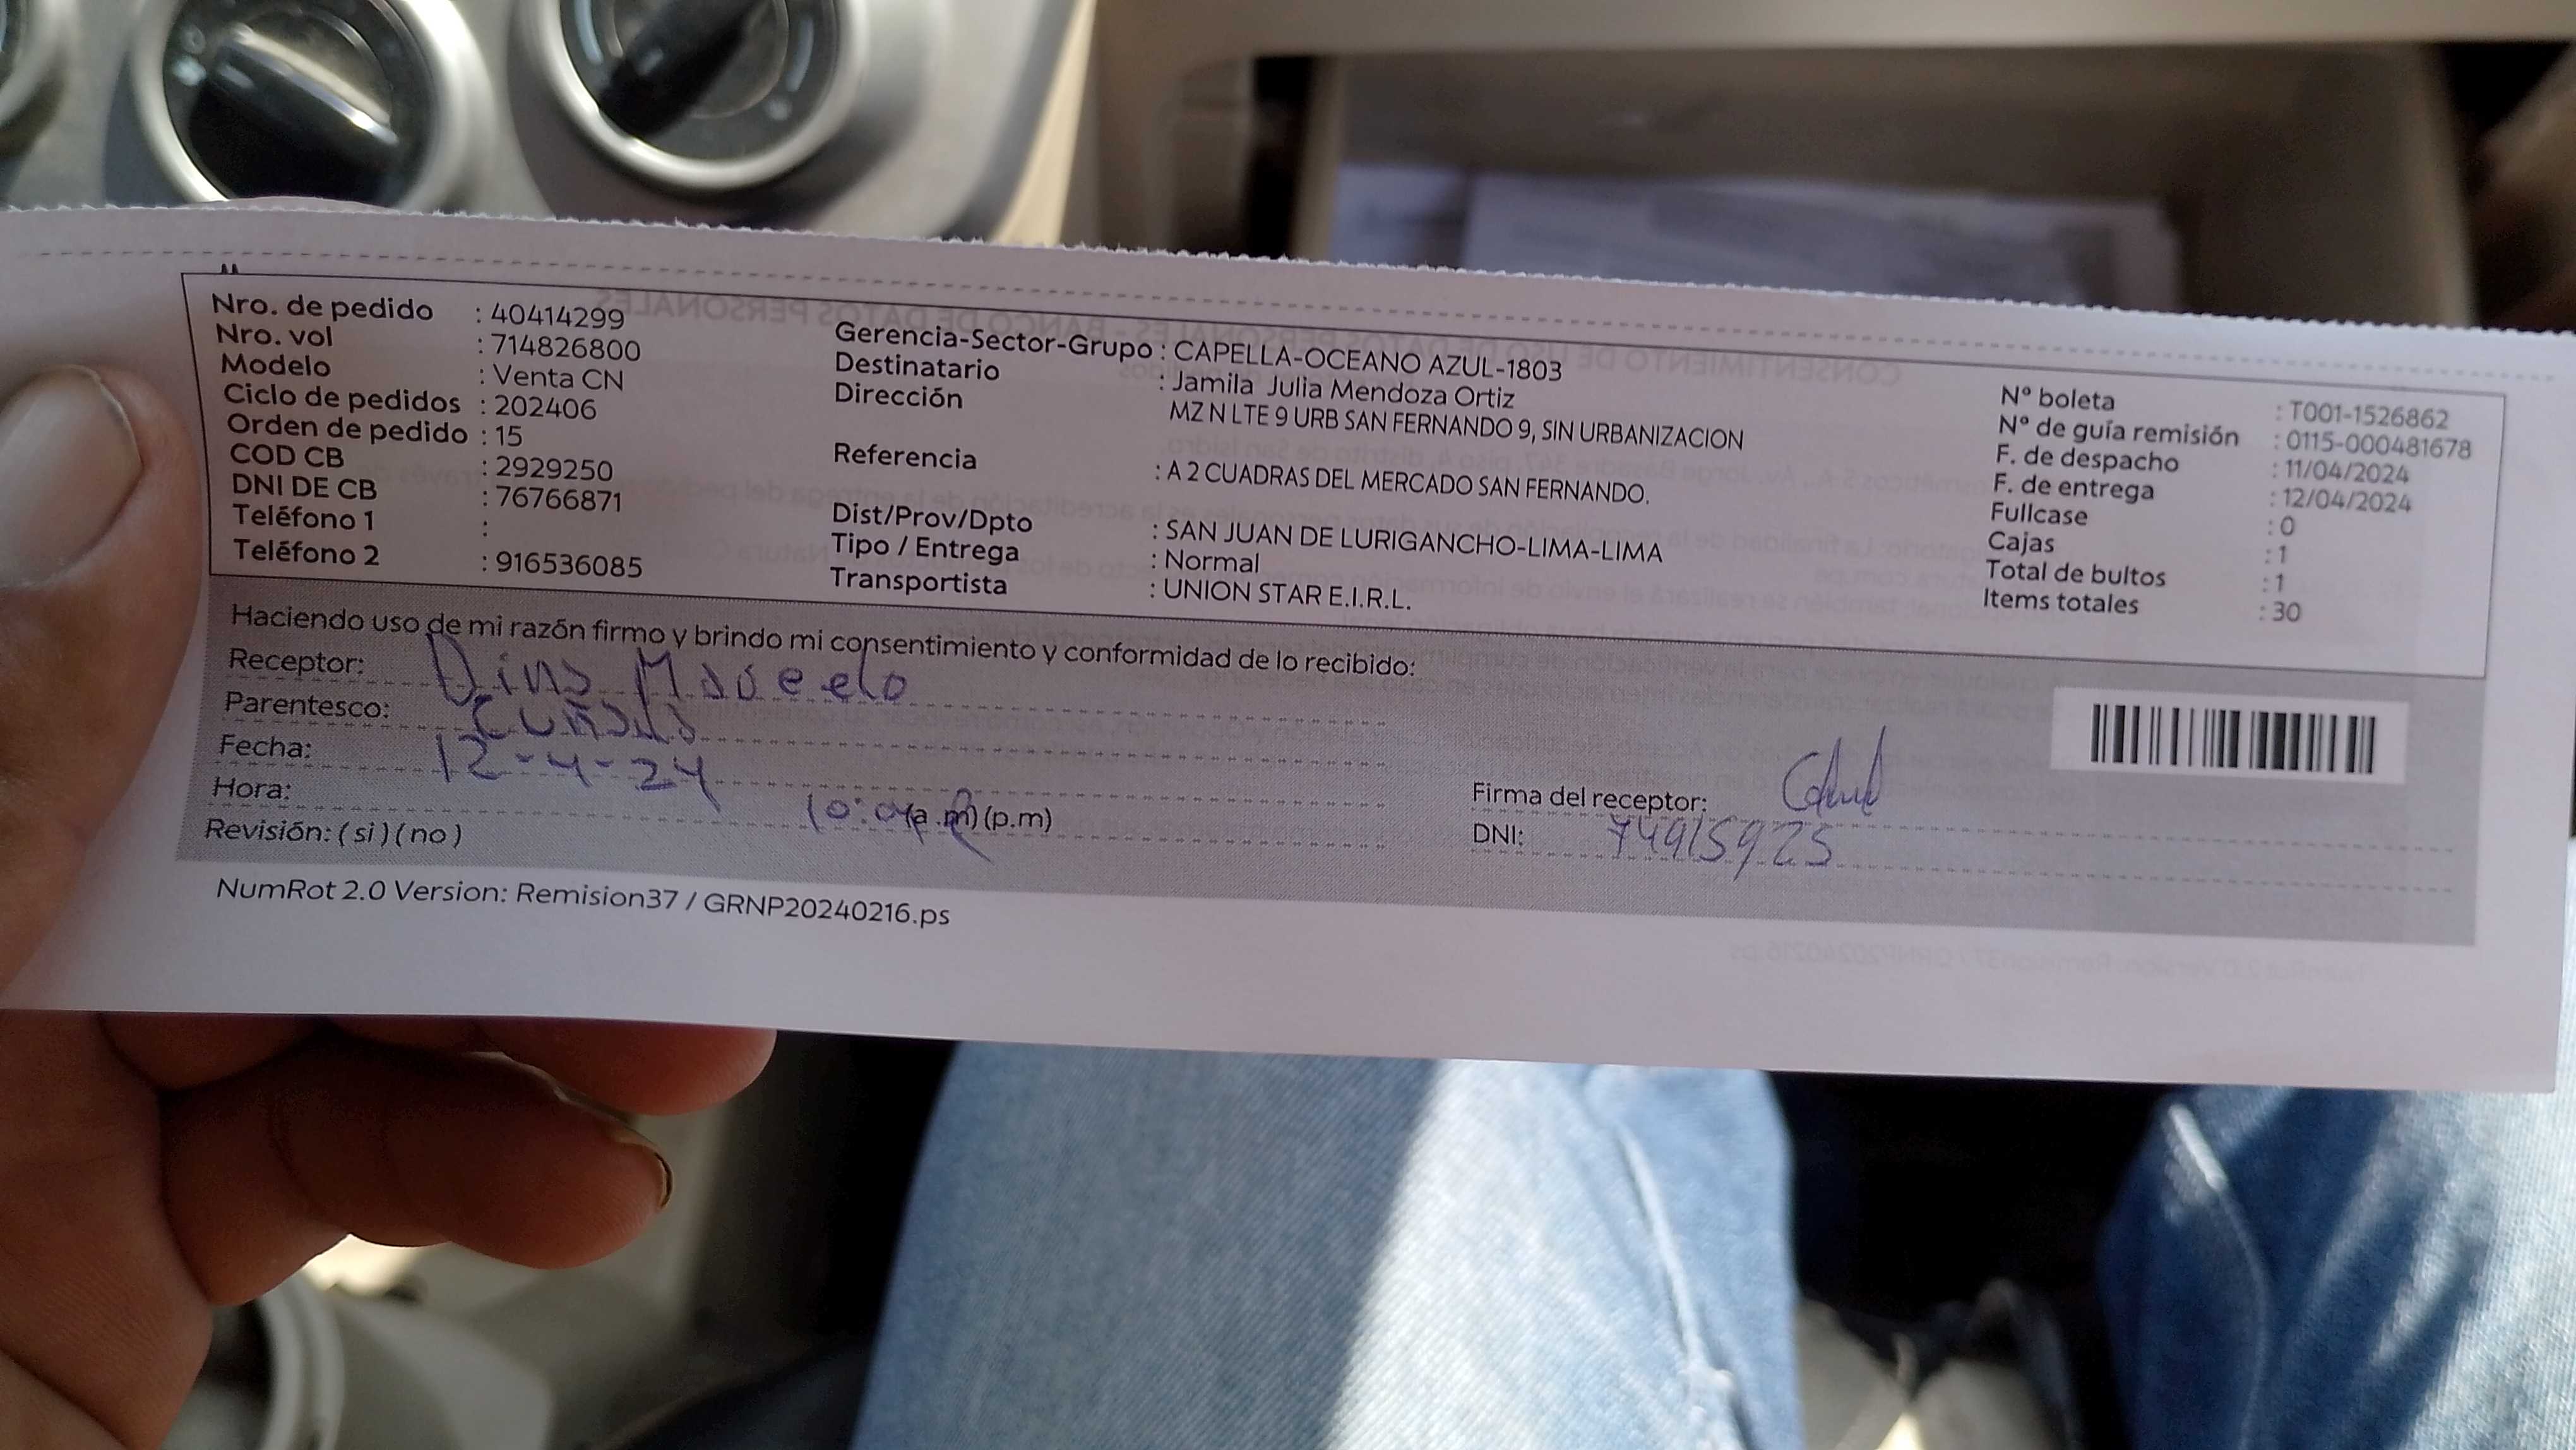 Nro. de pedido : 40414299
Nro. vol : 714826800
Modelo : Venta CN
Ciclo de pedidos : 202406
Orden de pedido : 15
COD CB : 2929250
DNI DE CB : 76766871
Teléfono 1 :
Teléfono 2 : 916536085
Gerencia-Sector-Grupo : CAPELLA-OCEANO AZUL-1803
Destinatario : Jamila Julia Mendoza Ortiz
Dirección MZ N LTE 9 URB SAN FERNANDO 9, SIN URBANIZACION
Referencia : A 2 CUADRAS DEL MERCADO SAN FERNANDO.
Dist/Prov/Dpto : SAN JUAN DE LURIGANCHO-LIMA-LIMA
Tipo / Entrega : Normal
Transportista : UNION STAR E.I.R.L.
N° boleta : T001-1526862
N° de guía remisión : 0115-000481678
F. de despacho : 11/04/2024
F. de entrega : 12/04/2024
Fullcase : 0
Cajas : 1
Total de bultos : 1
Items totales : 30
Haciendo uso de mi razón firmo y brindo mi consentimiento y conformidad de lo recibido:
Receptor:
Parentesco: Cuñado
Fecha: 12-4-24
Hora: (a.m) (p.m)
Revisión: ( si ) ( no )
Firma del receptor:
DNI: 74915925
NumRot 2.0 Version: Remision37 / GRNP20240216.ps